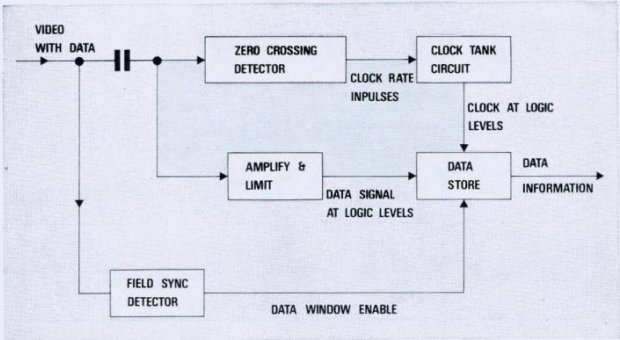 VIDEO
WITH DATA
ZERO CROSSING
DETECTOR
CLOCK RATE
INPULSES
CLOCK TANK
CIRCUIT
CLOCK AT LOGIC
LEVELS
AMPLIFY &
LIMIT
DATA SIGNAL
AT LOGIC LEVELS
DATA
STORE
DATA
INFORMATION
FIELD SYNC
DETECTOR
DATA WINDOW ENABLE